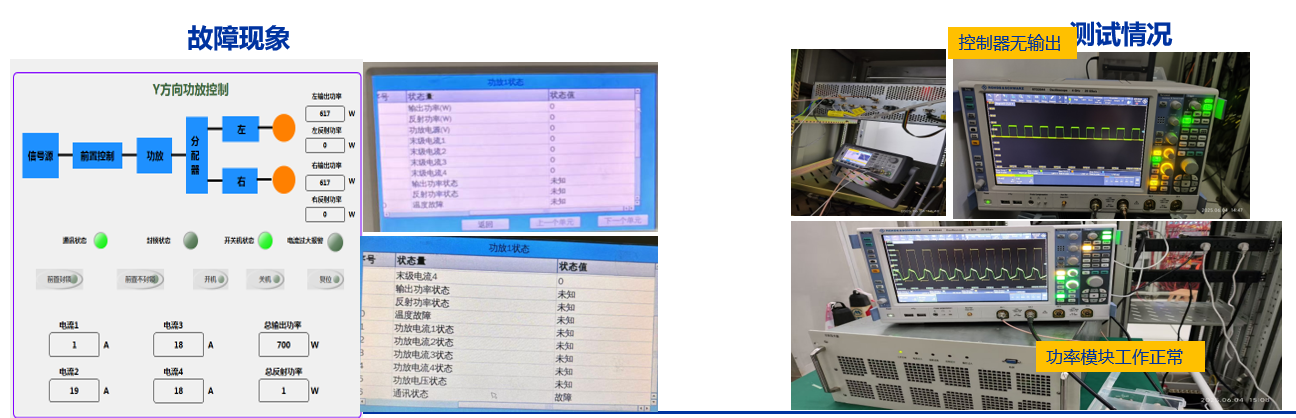 故障现象
测试情况
控制器无输出
Y方向功放控制
左输出功率
617 W
左反射功率
0 W
右输出功率
617 W
右反射功率
0 W
信号源
前置控制
功放
分配器
左
右
通讯状态
封锁状态
开关机状态
电流过大报警
前置封锁
前置不封锁
开机
关机
复位
电流1
1 A
电流3
18 A
总输出功率
700 W
电流2
19 A
电流4
18 A
总反射功率
1 W
功放1状态
状态量 状态值
输出功率(W) 0
反射功率(W) 0
功放电源(V) 0
末级电流1 0
末级电流2 0
末级电流3 0
末级电流4 0
输出功率状态 未知
反射功率状态 未知
温度故障 未知
返回 上一个单元 下一个单元
功放1状态
状态量 状态值
末级电流4 0
输出功率状态 未知
反射功率状态 未知
温度故障 未知
功放电流1状态 未知
功放电流2状态 未知
功放电流3状态 未知
功放电流4状态 未知
功放电压状态 未知
通讯状态 故障
2025.06.04 14:41
功率模块工作正常
2025.06.04 15:08